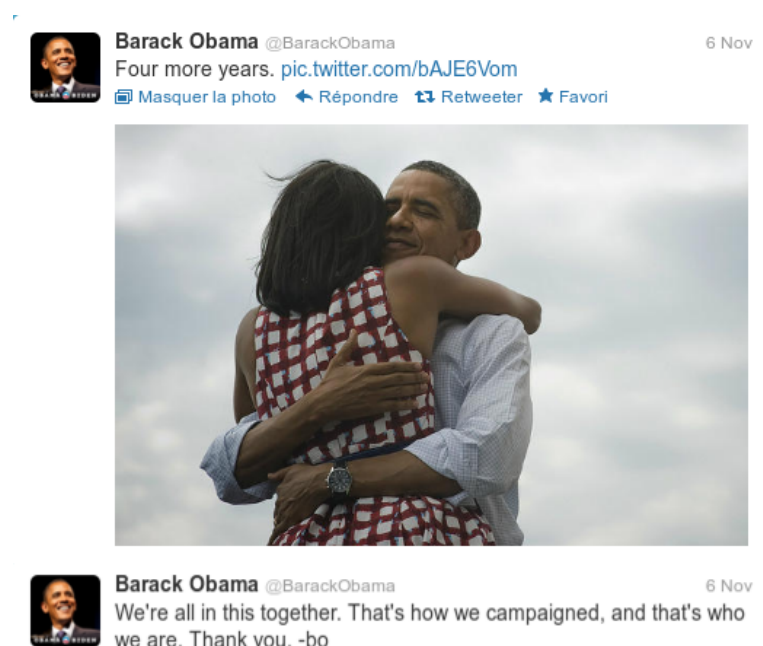 Barack Obama @BarackObama 6 Nov
Four more years. pic.twitter.com/bAJE6Vom
Masquer la photo Répondre Retweeter Favori
Barack Obama @BarackObama 6 Nov
We're all in this together. That's how we campaigned, and that's who
we are. Thank you. -bo